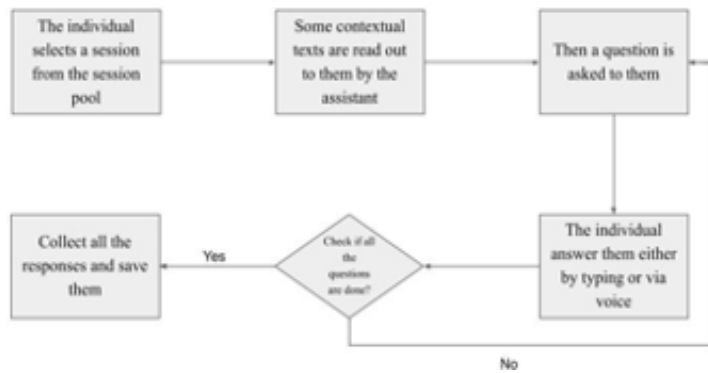 The individual
selects a session
from the session
pool
Some contextual
texts are read out
to them by the
assistant
Then a question is
asked to them
The individual
answer them either
by typing or via
voice
Check if all
the
questions
are done?
Yes
Collect all the
responses and save
them
No